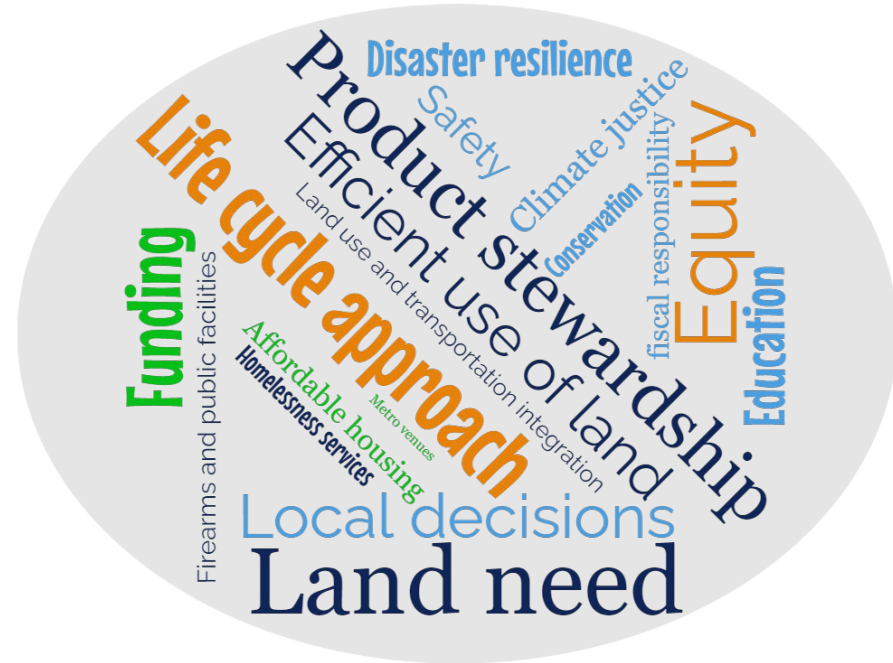 Disaster resilience
Product stewardship
Safety
Climate justice
Efficient use of land
Life cycle approach
Land use and transportation integration
Conservation
fiscal responsibility
Equity
Education
Funding
Firearms and public facilities
Affordable housing
Homelessness services
Metro venues
Local decisions
Land need